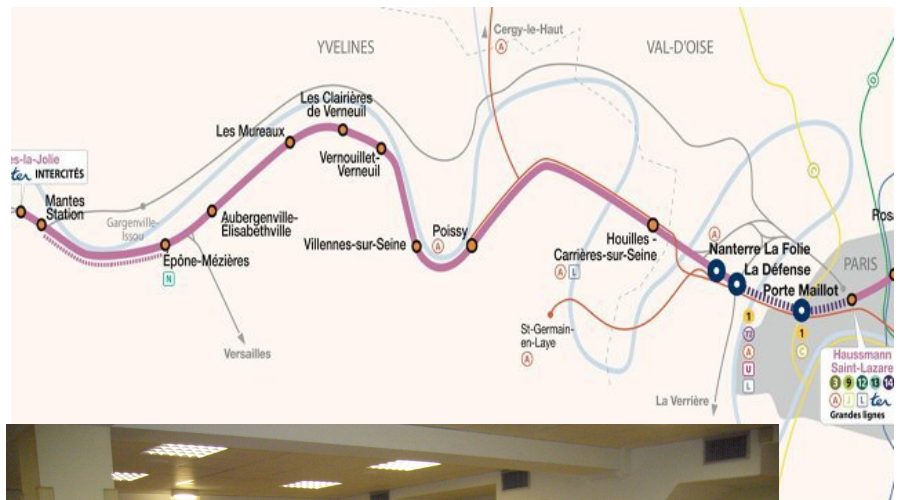 Cergy-le-Haut
A
YVELINES
VAL-D'OISE
Les Clairières
de Verneuil
Les Mureaux
Vernouillet-
Verneuil
es-la-Jolie
ter INTERCITÉS
Mantes
Station
Gargenville-
Issou
Aubergenville-
Élisabethville
Épône-Mézières
N
Versailles
Villennes-sur-Seine
A
Poissy
Houilles -
Carrières-sur-Seine
A L
St-Germain-
en-Laye
A
A
Nanterre La Folie
La Défense
Porte Maillot
PARIS
Rosa
C
1
T2
A
U
L
1
C
La Verrière
Haussmann
Saint-Lazare
3 9 12 13 14
A J L ter
Grandes lignes